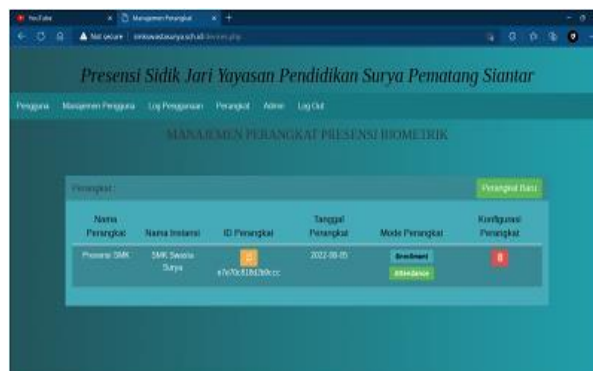 YouTube
Manajemen Perangkat
Not secure
Presensi Sidik Jari Yayasan Pendidikan Surya Pematang Siantar
Pengguna Manajemen Pengguna Log Penggunaan Perangkat Admin Log Out
MANAJEMEN PERANGKAT PRESENSI BIOMETRIK
Perangkat :
Perangkat Baru
Nama Perangkat
Nama Instansi
ID Perangkat
Tanggal Perangkat
Mode Perangkat
Konfigurasi Perangkat
Presensi SMK
SMK Swasta Surya
2022-08-05
Enrollment
Attendance